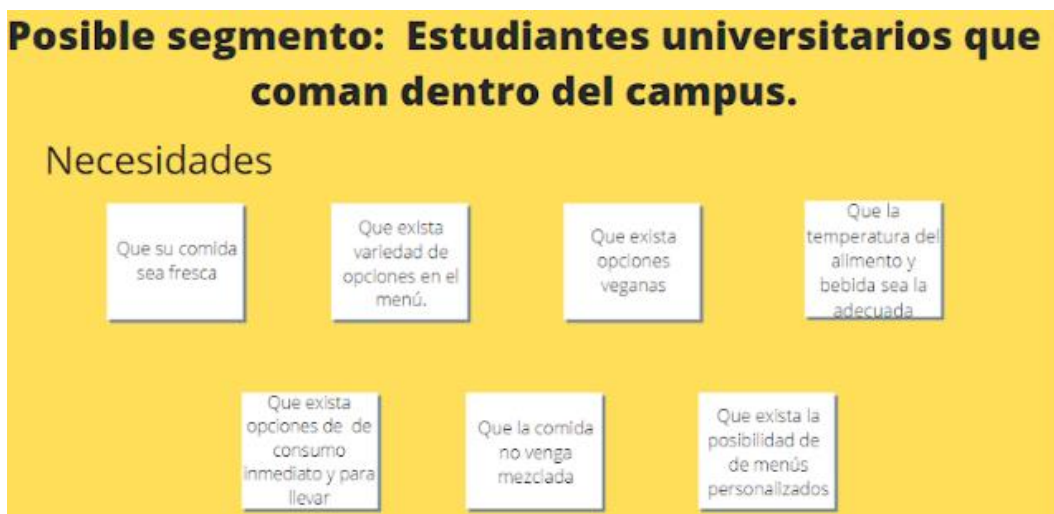 Posible segmento: Estudiantes universitarios que
coman dentro del campus.
Necesidades
Que su comida
sea fresca
Que exista
variedad de
opciones en el
menú.
Que exista
opciones
veganas
Que la
temperatura del
alimento y
bebida sea la
adecuada
Que exista
opciones de de
consumo
inmediato y para
llevar
Que la comida
no venga
mezclada
Que exista la
posibilidad de
de menús
personalizados